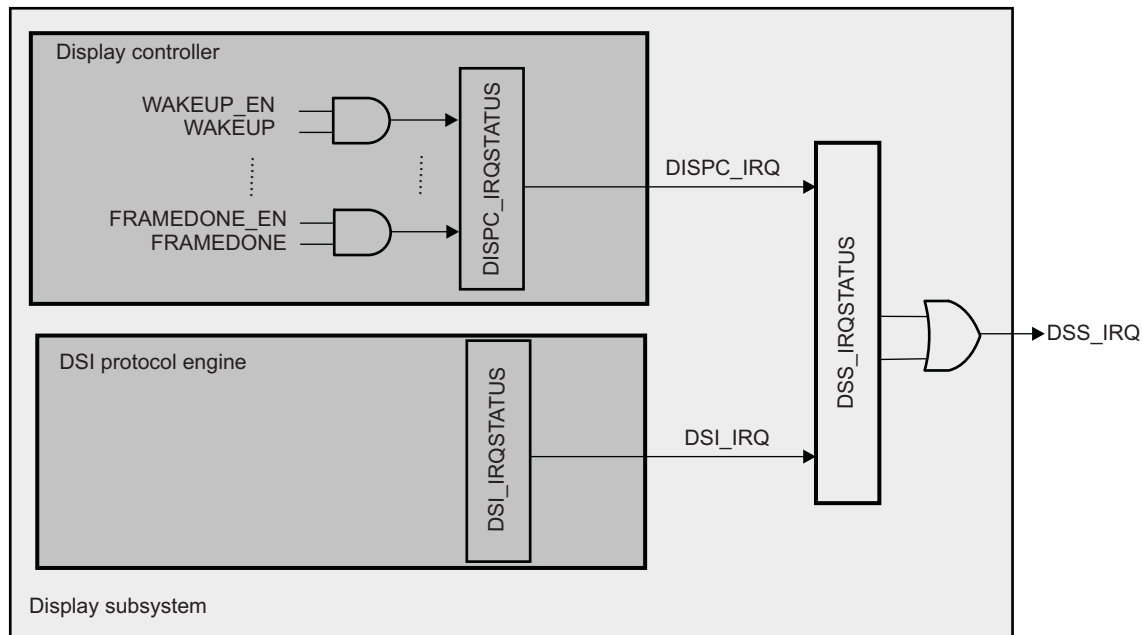 Display controller
WAKEUP_EN
WAKEUP
FRAMEDONE_EN
FRAMEDONE
DISPC_IRQSTATUS
DISPC_IRQ
DSS_IRQSTATUS
DSS_IRQ
DSI protocol engine
DSI_IRQSTATUS
DSI_IRQ
Display subsystem